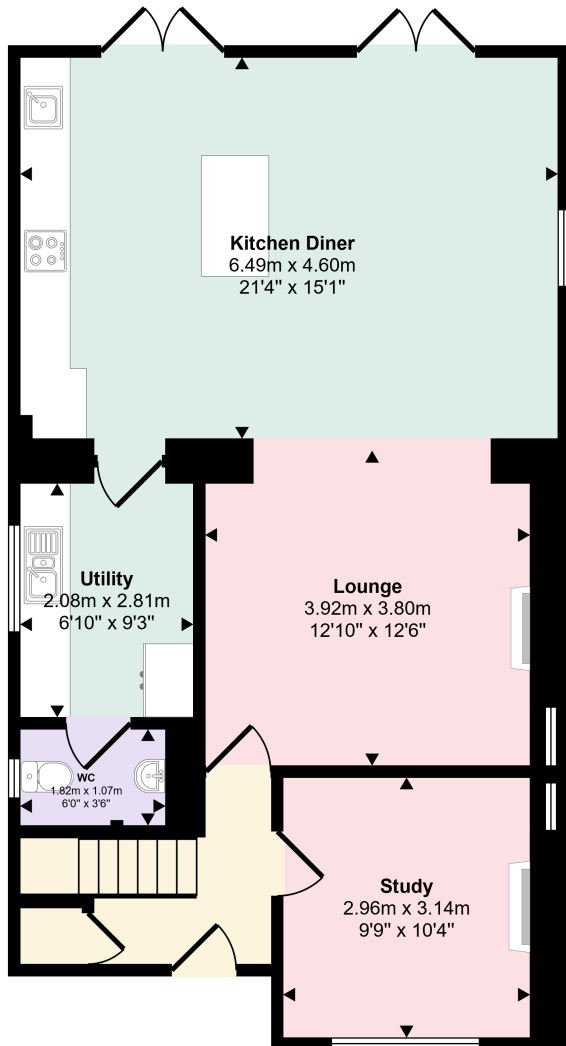 Kitchen Diner
6.49m x 4.60m
21'4" x 15'1"
Utility
2.08m x 2.81m
6'10" x 9'3"
Lounge
3.92m x 3.80m
12'10" x 12'6"
WC
1.82m x 1.07m
6'0" x 3'6"
Study
2.96m x 3.14m
9'9" x 10'4"